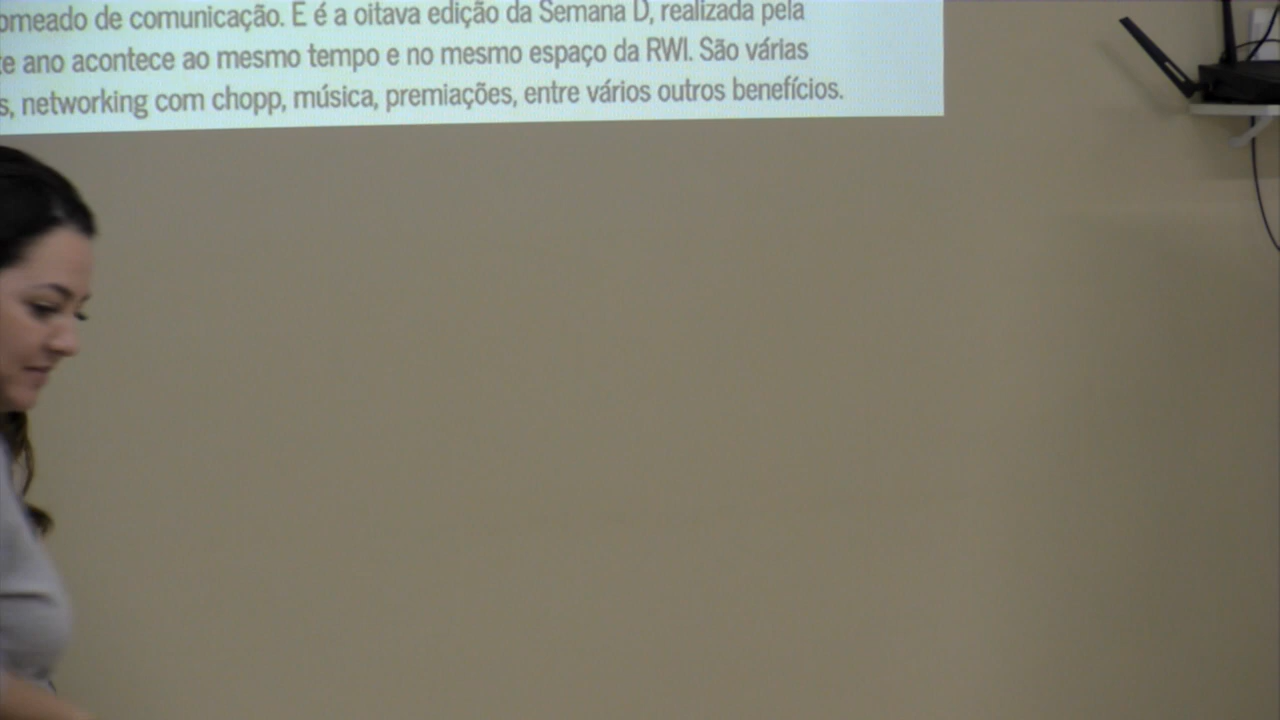 de comunicação. E é a oitava edição da Semana D, realizada pela
ano acontece ao mesmo tempo e no mesmo espaço da RWI. São várias
networking com chopp, música, premiações, entre vários outros benefícios.